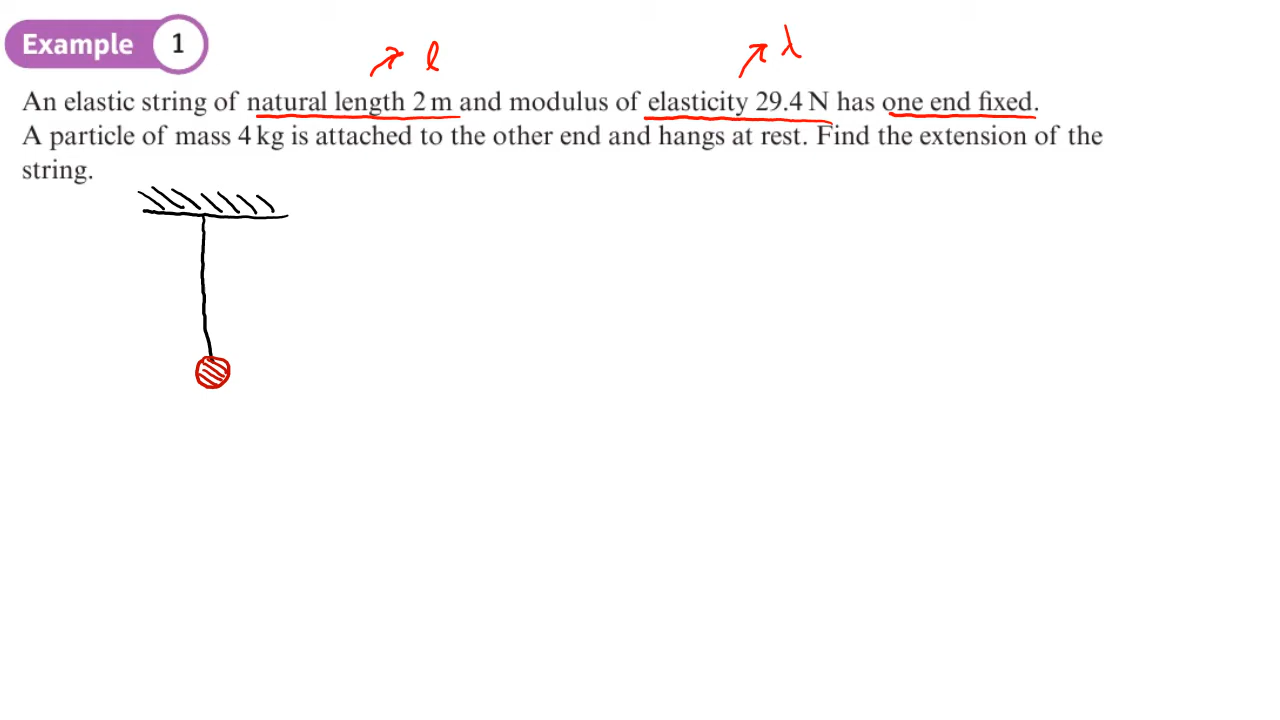 Example 1
ℓ
λ
An elastic string of natural length 2 m and modulus of elasticity 29.4 N has one end fixed.
A particle of mass 4 kg is attached to the other end and hangs at rest. Find the extension of the
string.